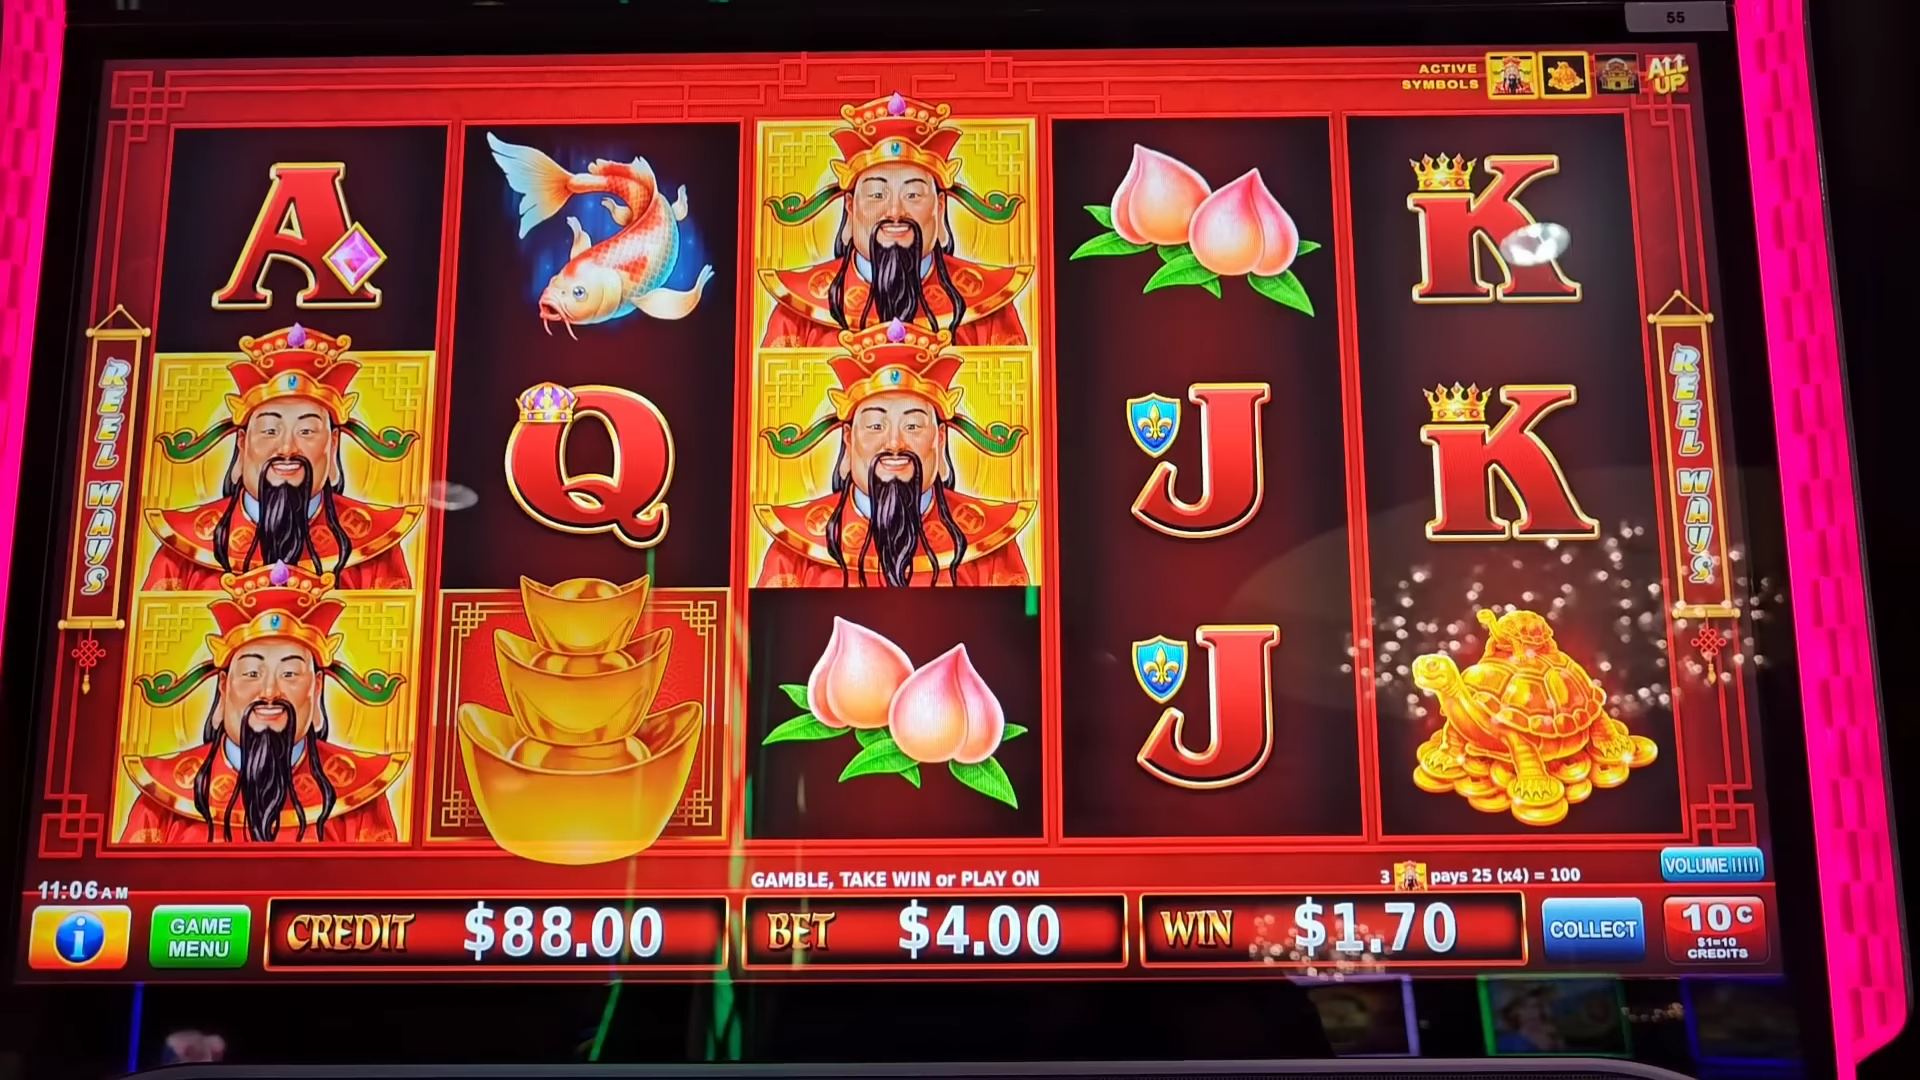 55
ACTIVE
SYMBOLS
ALL
UP
A
K
REEL WAYS
Q
J
K
REEL WAYS
J
GAMBLE, TAKE WIN or PLAY ON
3 pays 25 (x4) = 100
VOLUME
11:06 AM
i
GAME
MENU
CREDIT $88.00
BET $4.00
WIN $1.70
COLLECT
10c
$1=10
CREDITS